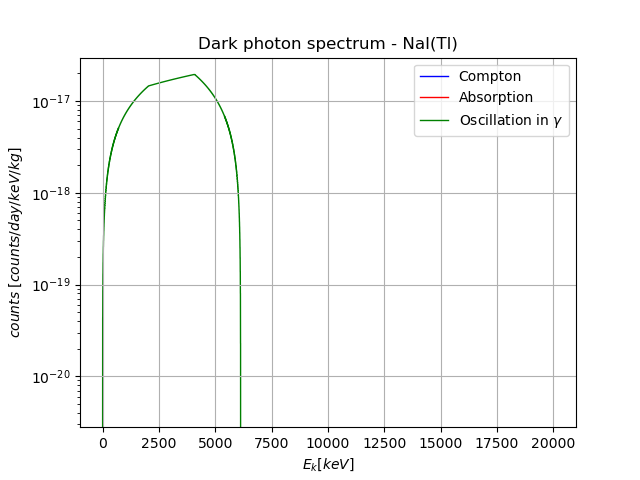 Dark photon spectrum - NaI(Tl)
Compton
Absorption
Oscillation in γ
10⁻¹⁷
10⁻¹⁸
10⁻¹⁹
10⁻²⁰
counts [counts/day/keV/kg]
0 2500 5000 7500 10000 12500 15000 17500 20000
E_k[keV]